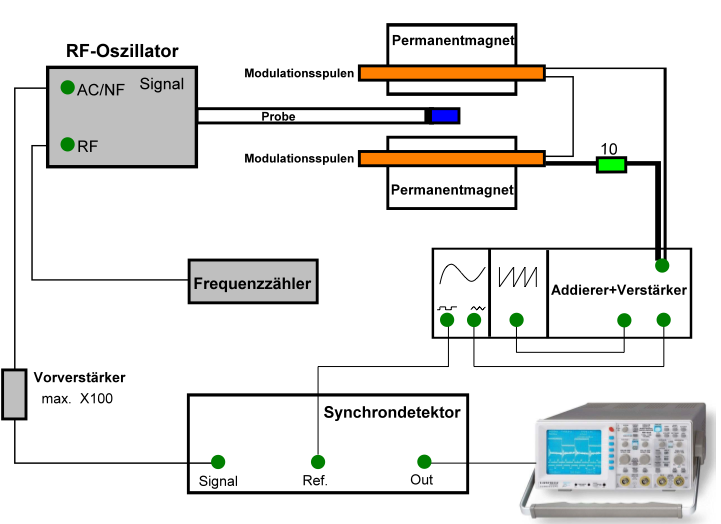 Permanentmagnet
RF-Oszillator
Modulationsspulen
AC/NF
Signal
Probe
RF
Modulationsspulen
10
Permanentmagnet
Frequenzzähler
Addierer+Verstärker
Vorverstärker
max. X100
Synchrondetektor
Signal
Ref.
Out